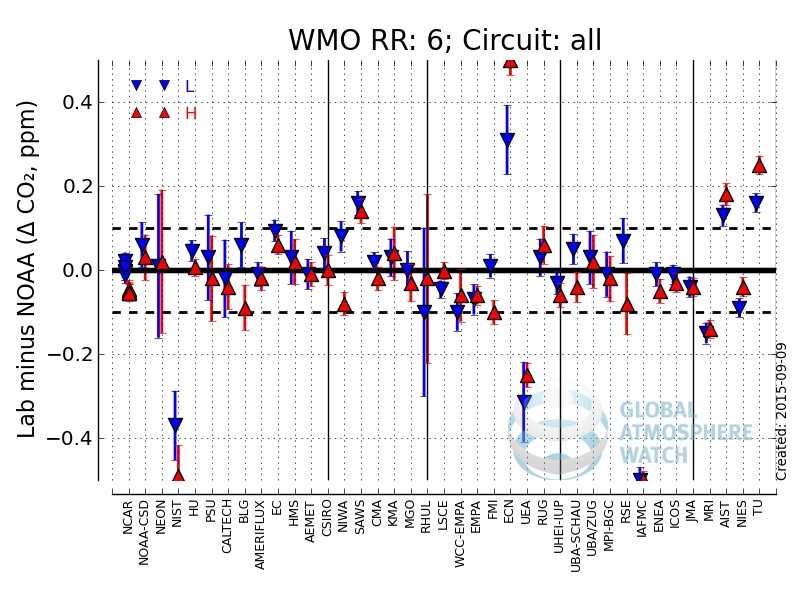 WMO RR: 6; Circuit: all
Lab minus NOAA (Δ CO₂, ppm)
0.4
0.2
0.0
−0.2
−0.4
L
H
GLOBAL
ATMOSPHERE
WATCH
Created: 2015-09-09
NCAR
NOAA-CSD
NEON
NIST
HU
PSU
CALTECH
BLG
AMERIFLUX
EC
HMS
AEMET
CSIRO
NIWA
SAWS
CMA
KMA
MGO
RHUL
LSCE
WCC-EMPA
EMPA
FMI
ECN
UEA
RUG
UHEI-IUP
UBA-SCHAU
UBA/ZUG
MPI-BGC
RSE
IAFMC
ENEA
ICOS
JMA
MRI
AIST
NIES
TU